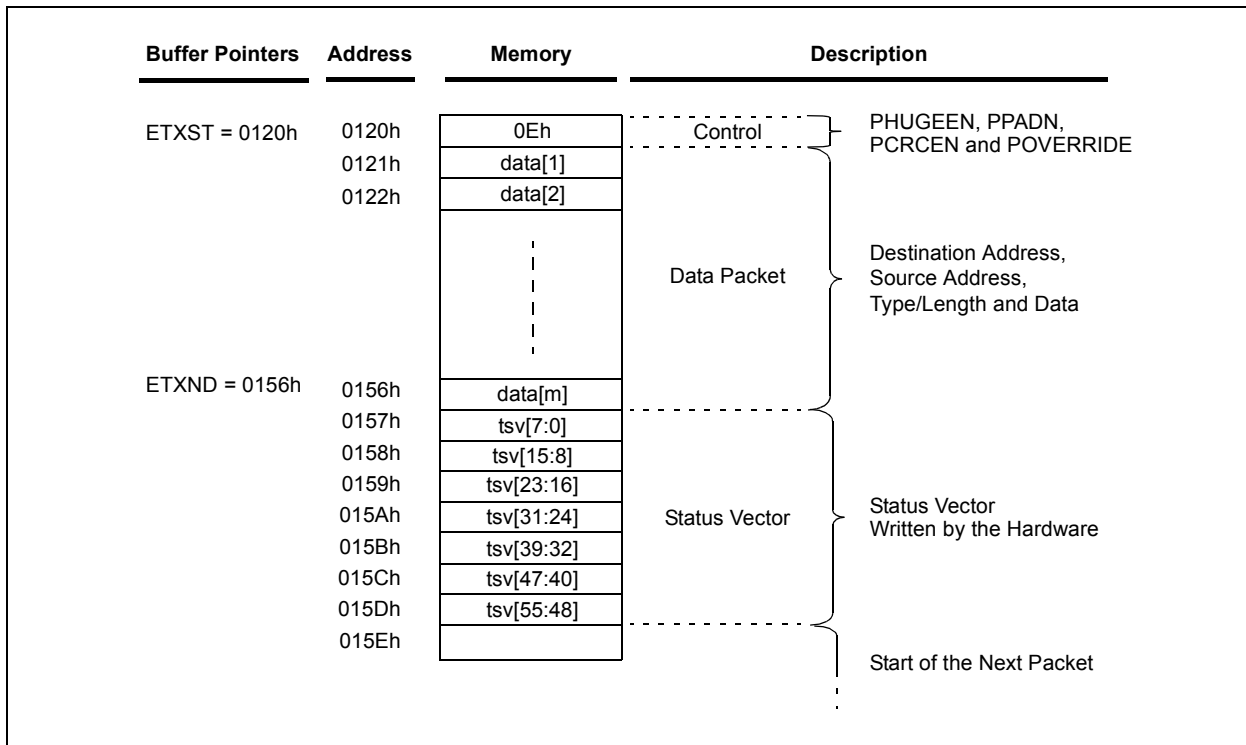 Buffer Pointers Address Memory Description
ETXST = 0120h 0120h 0Eh Control PHUGEEN, PPADN,
PCRCEN and POVERRIDE
0121h data[1]
0122h data[2]
Data Packet Destination Address,
Source Address,
Type/Length and Data
ETXND = 0156h 0156h data[m]
0157h tsv[7:0]
0158h tsv[15:8]
0159h tsv[23:16]
015Ah tsv[31:24] Status Vector Status Vector
Written by the Hardware
015Bh tsv[39:32]
015Ch tsv[47:40]
015Dh tsv[55:48]
015Eh
Start of the Next Packet